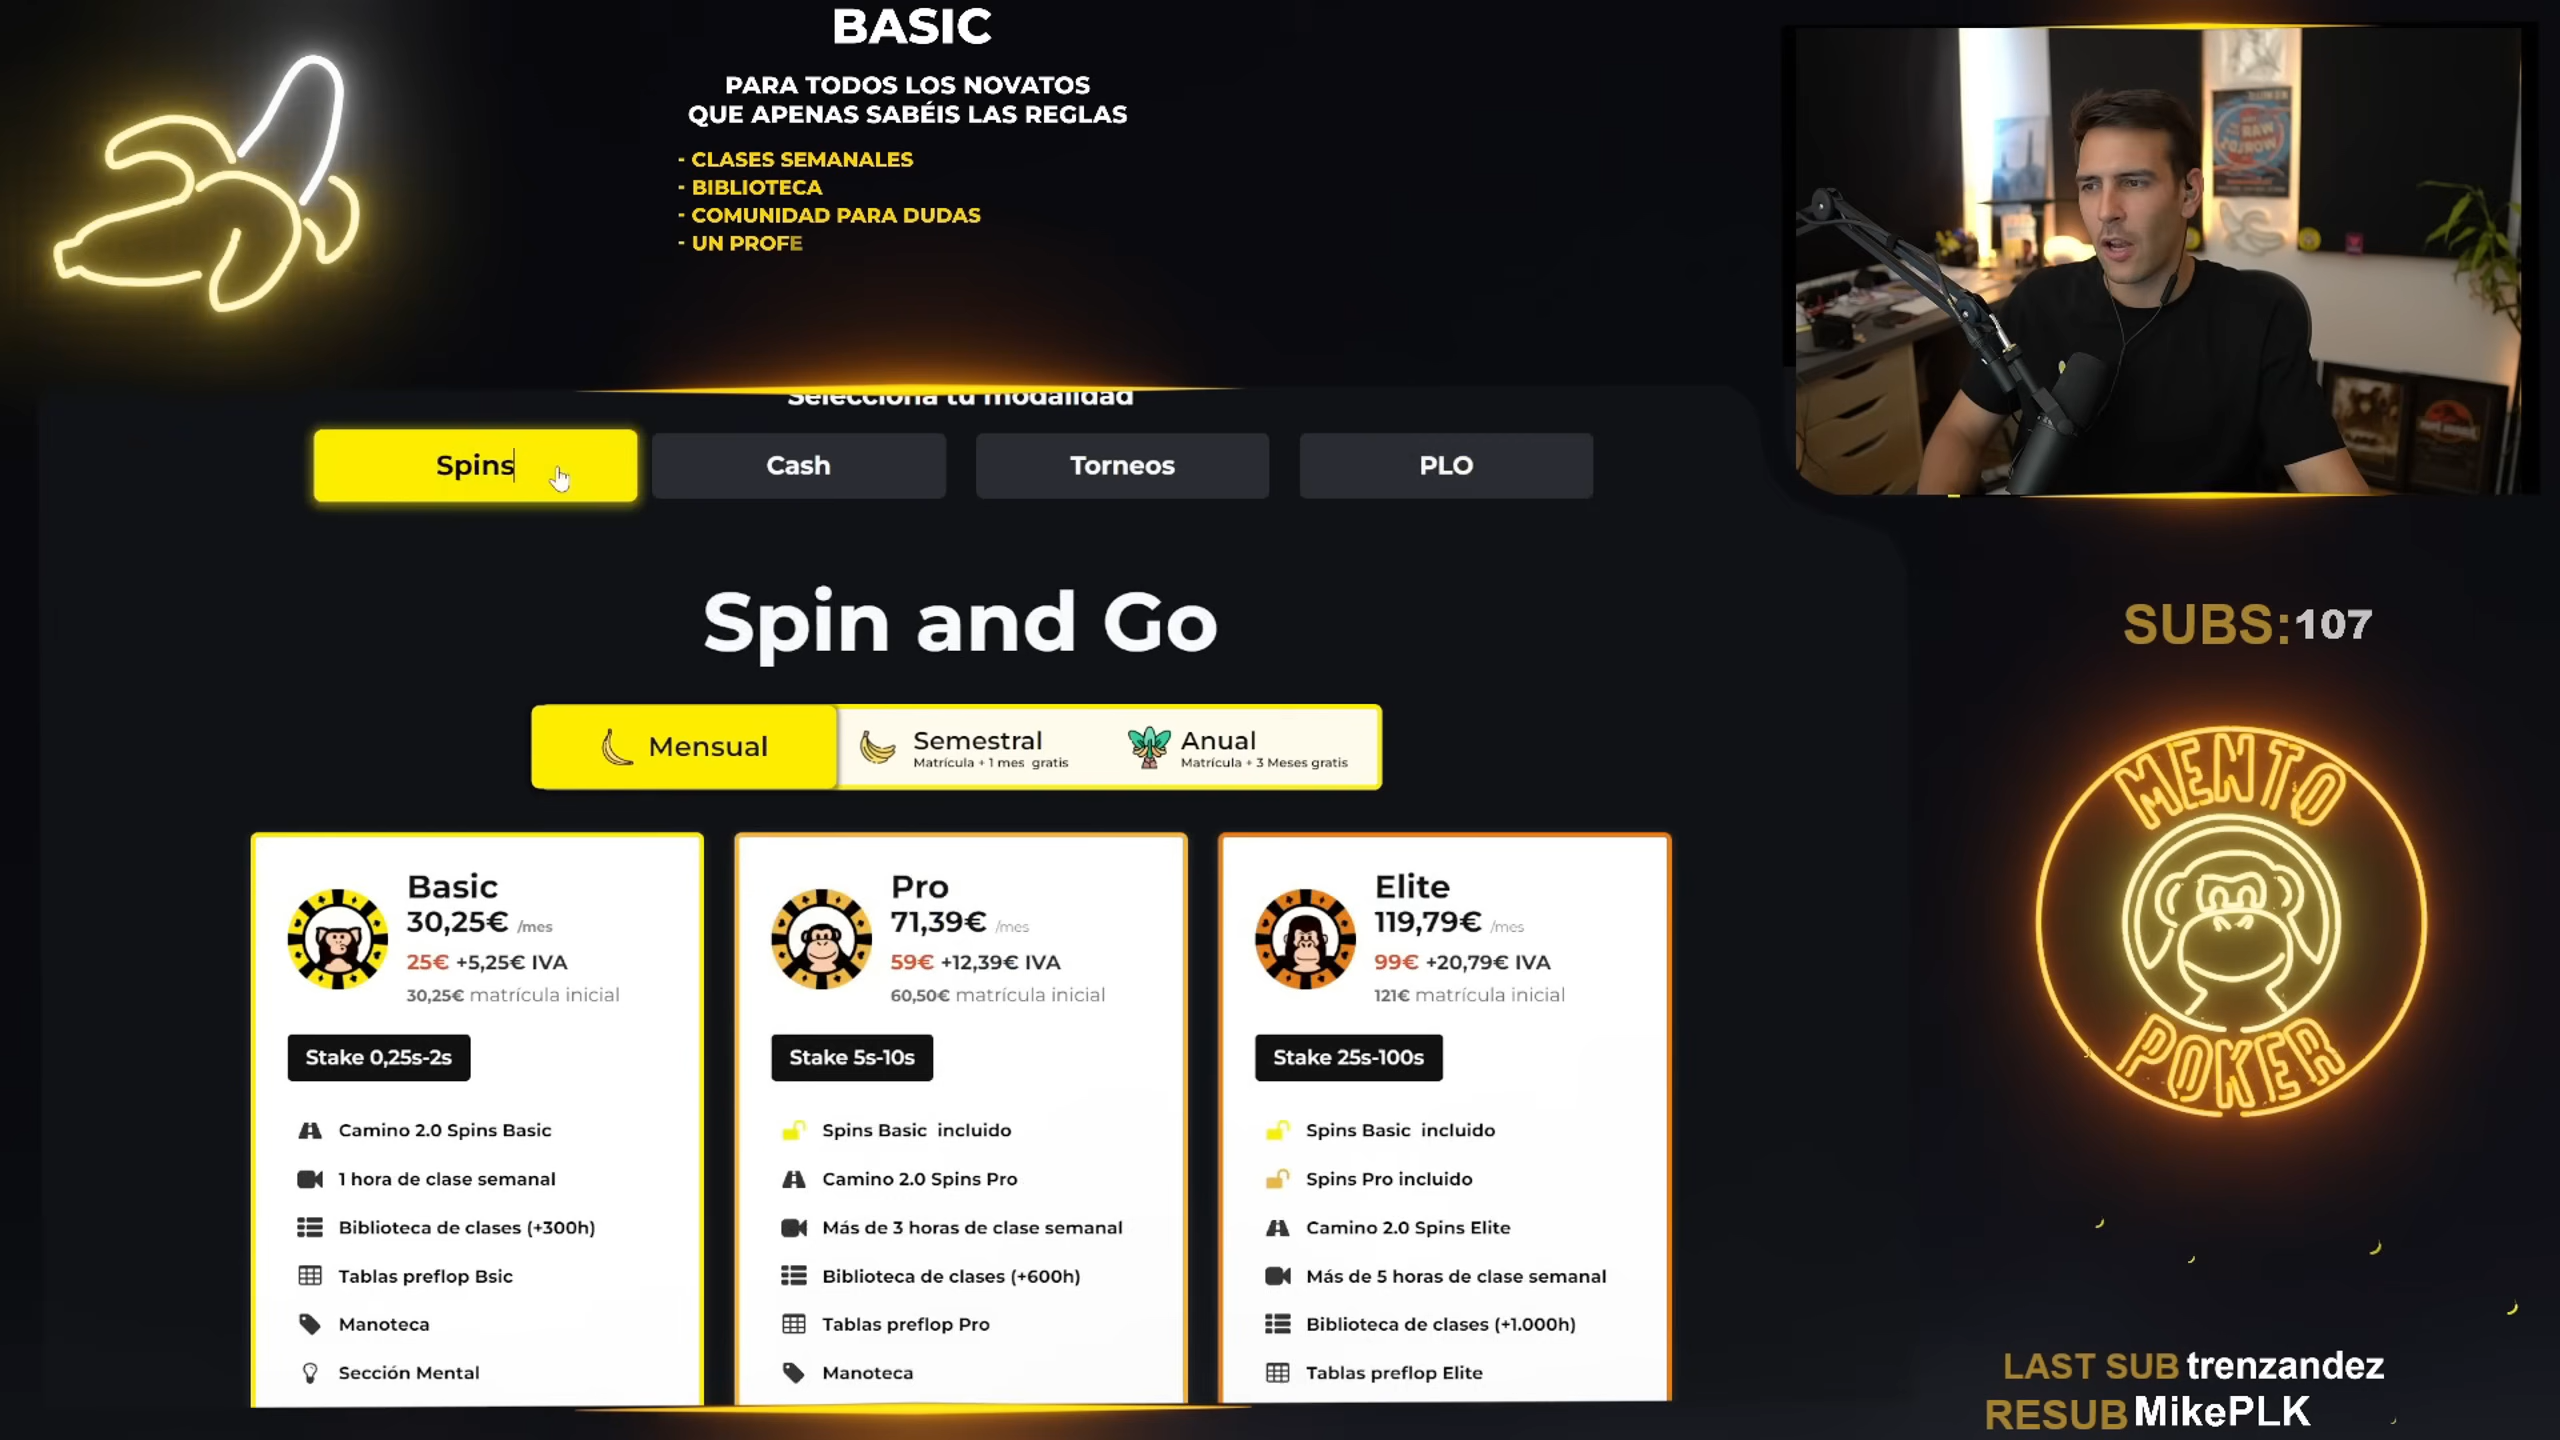 BASIC
PARA TODOS LOS NOVATOS
QUE APENAS SABÉIS LAS REGLAS
- CLASES SEMANALES
- BIBLIOTECA
- COMUNIDAD PARA DUDAS
- UN PROFE
Selecciona tu modalidad
Spins
Cash
Torneos
PLO
Spin and Go
Mensual
Semestral
Matrícula + 1 mes gratis
Anual
Matrícula + 3 Meses gratis
Basic
30,25€ /mes
25€ +5,25€ IVA
30,25€ matrícula inicial
Stake 0,25s-2s
Camino 2.0 Spins Basic
1 hora de clase semanal
Biblioteca de clases (+300h)
Tablas preflop Bsic
Manoteca
Sección Mental
Pro
71,39€ /mes
59€ +12,39€ IVA
60,50€ matrícula inicial
Stake 5s-10s
Spins Basic incluido
Camino 2.0 Spins Pro
Más de 3 horas de clase semanal
Biblioteca de clases (+600h)
Tablas preflop Pro
Manoteca
Elite
119,79€ /mes
99€ +20,79€ IVA
121€ matrícula inicial
Stake 25s-100s
Spins Basic incluido
Spins Pro incluido
Camino 2.0 Spins Elite
Más de 5 horas de clase semanal
Biblioteca de clases (+1.000h)
Tablas preflop Elite
SUBS:107
MENTO
POKER
LAST SUB trenzandez
RESUB MikePLK